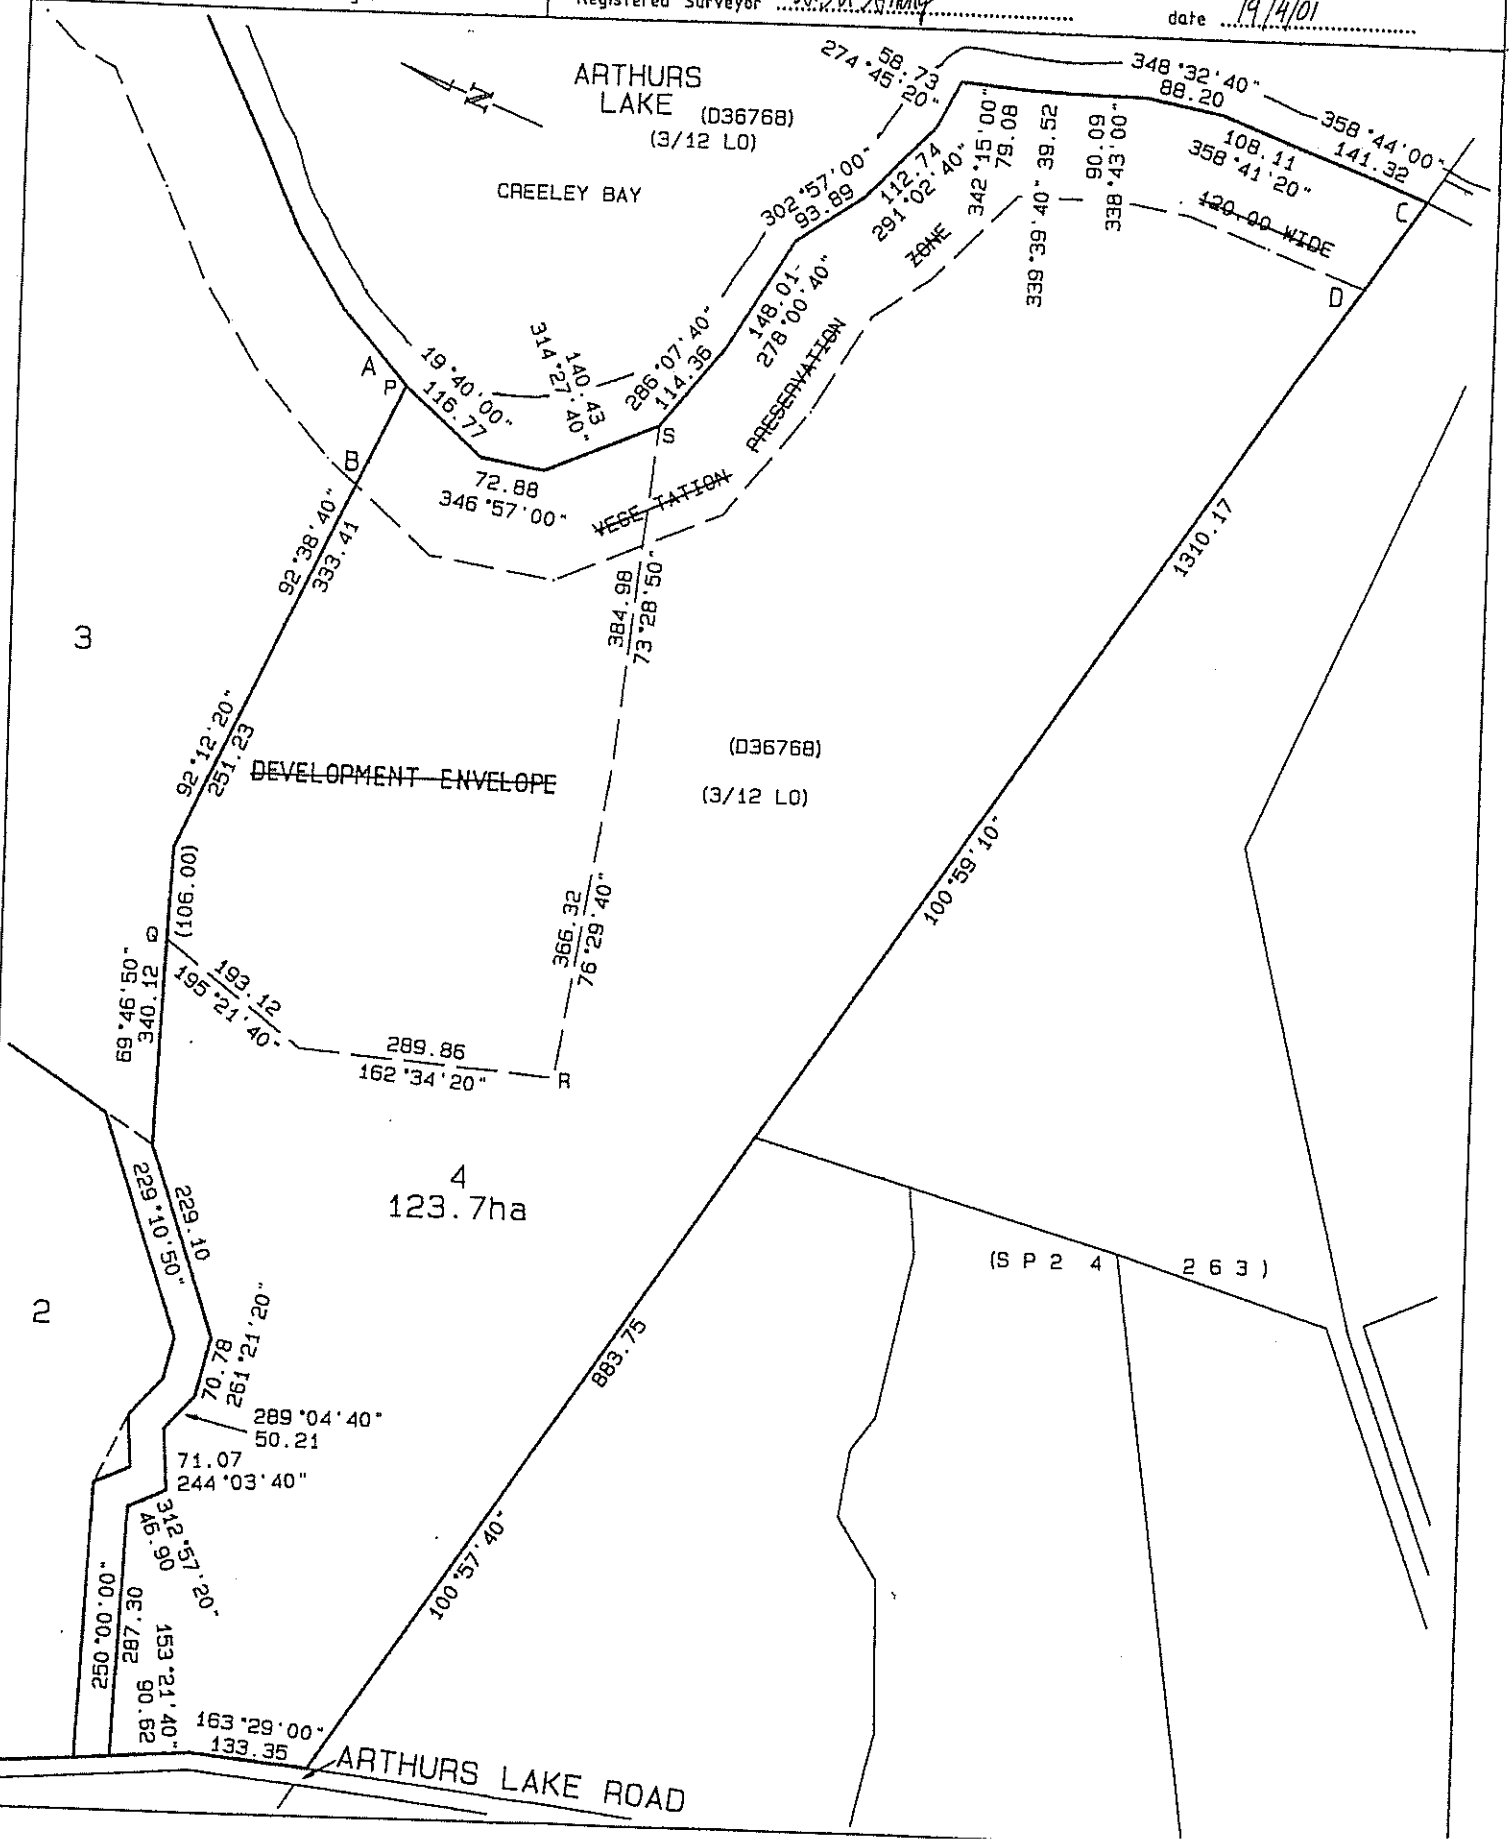 Registered Surveyor
date 19/4/01
ARTHURS
LAKE (D36768)
(3/12 LO)
CREELEY BAY
N
58.73
274°45'20"
348°32'40"
88.20
358°44'00"
141.32
108.11
358°41'20"
120.00 WIDE
C
D
302°57'00"
93.89
112.74
291°02'40"
ZONE
342°15'00"
79.08
339°39'40" 39.52
90.09
338°43'00"
148.01
278°00'40"
PRESERVATION
286°07'40"
114.36
140.43
314°27'40"
19°40'00"
116.77
A
P
B
S
72.88
346°57'00"
VEGETATION
92°38'40"
333.41
384.98
73°28'50"
1310.17
3
92°12'20"
251.23
DEVELOPMENT ENVELOPE
(D36768)
(3/12 LO)
100°59'10"
(106.00)
Q
69°46'50"
340.12
193.12
195°21'40"
366.32
76°29'40"
289.86
162°34'20"
R
4
123.7ha
229°10'50"
229.10
(SP24263)
2
70.78
261°21'20"
883.75
289°04'40"
50.21
71.07
244°03'40"
312°57'20"
46.90
100°57'40"
250°00'00"
287.30
153°21'40"
90.62
163°29'00"
133.35
ARTHURS LAKE ROAD